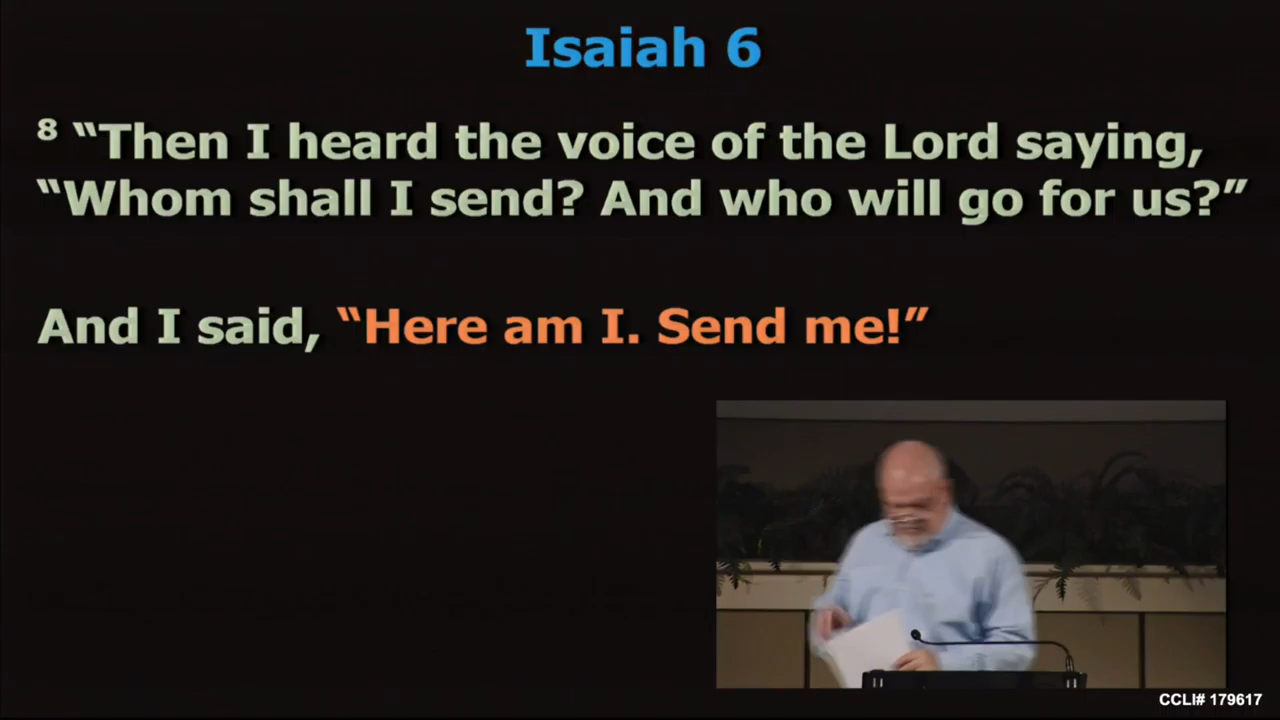 Isaiah 6
⁸ “Then I heard the voice of the Lord saying,
“Whom shall I send? And who will go for us?”
And I said, “Here am I. Send me!”
CCLI# 179617